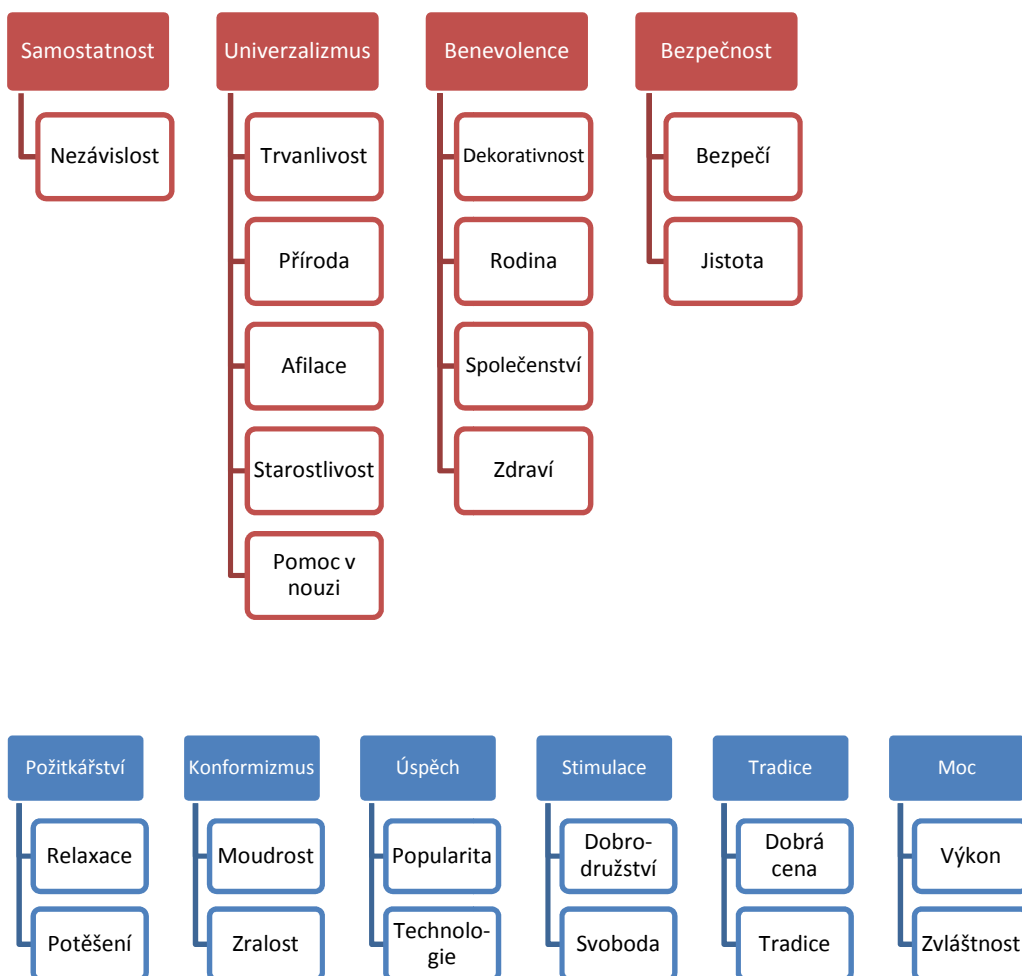 Samostatnost
Univerzalizmus
Benevolence
Bezpečnost
Nezávislost
Trvanlivost
Dekorativnost
Bezpečí
Příroda
Rodina
Jistota
Afilace
Společenství
Starostlivost
Zdraví
Pomoc v
nouzi
Požitkářství
Konformizmus
Úspěch
Stimulace
Tradice
Moc
Relaxace
Moudrost
Popularita
Dobro-
družství
Dobrá
cena
Výkon
Potěšení
Zralost
Technolo-
gie
Svoboda
Tradice
Zvláštnost